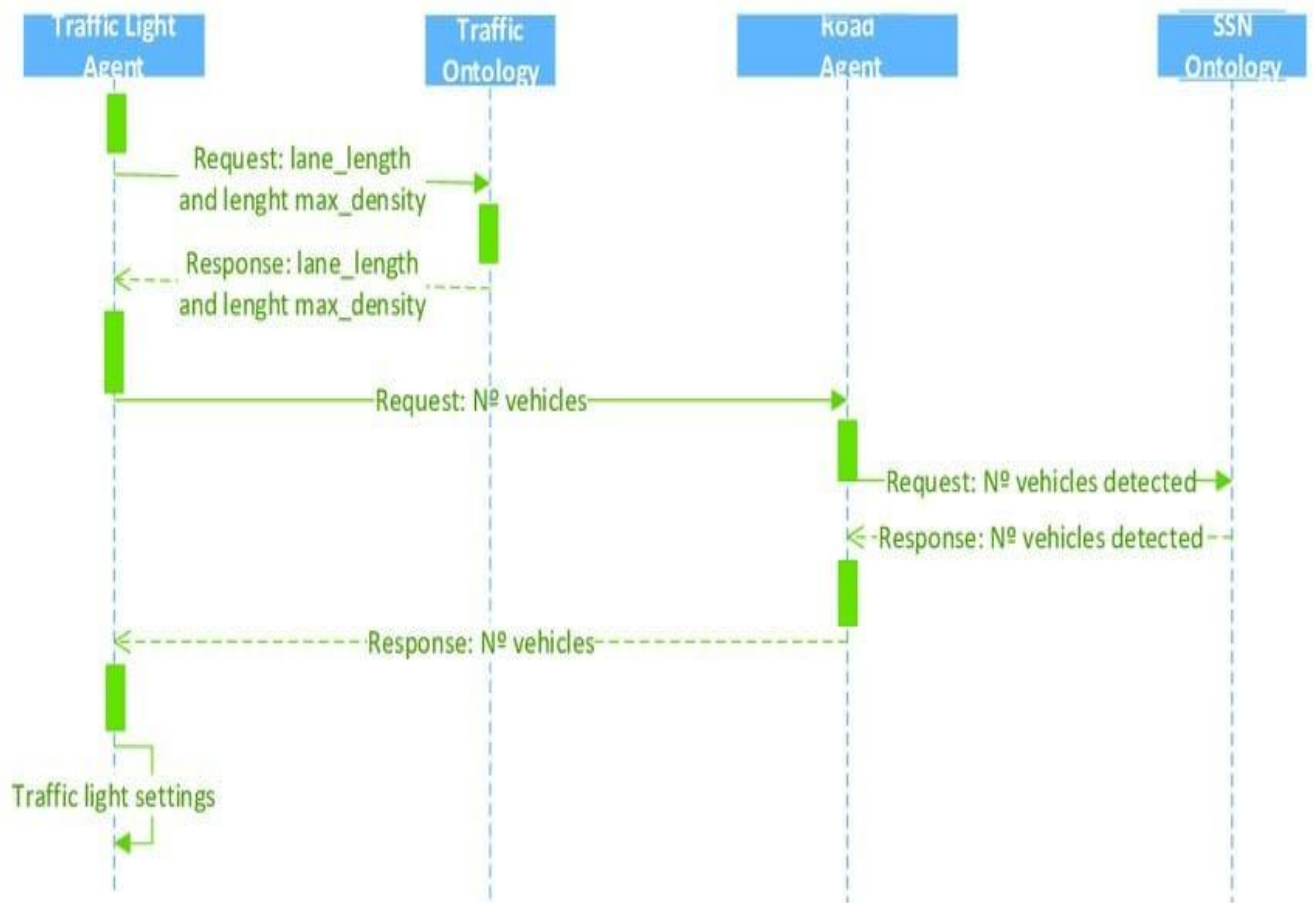 Traffic Light
Agent
Traffic
Ontology
Road
Agent
SSN
Ontology
Request: lane_length
and lenght max_density
Response: lane_length
and lenght max_density
Request: Nº vehicles
Request: Nº vehicles detected
Response: Nº vehicles detected
Response: Nº vehicles
Traffic light settings